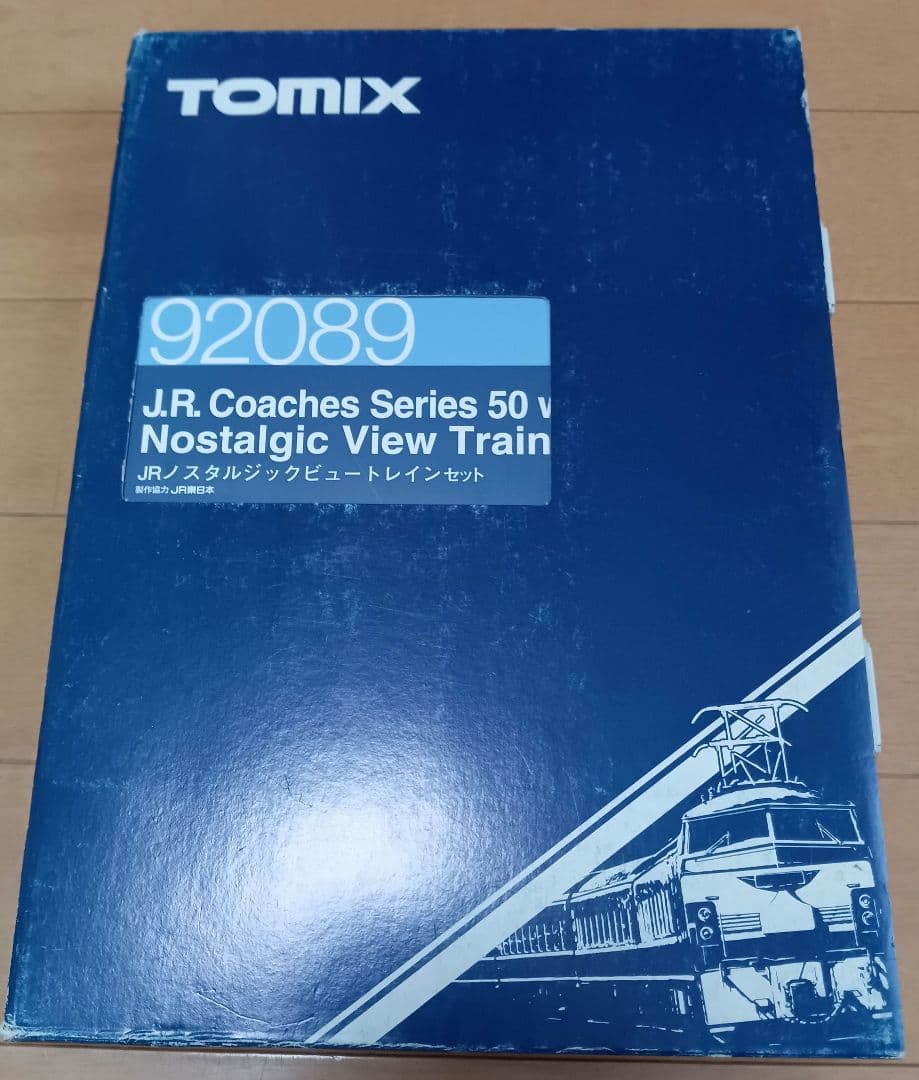 TOMIX
92089
J.R. Coaches Series 50 w
Nostalgic View Train
JRノスタルジックビュートレインセット
製作協力 JR東日本